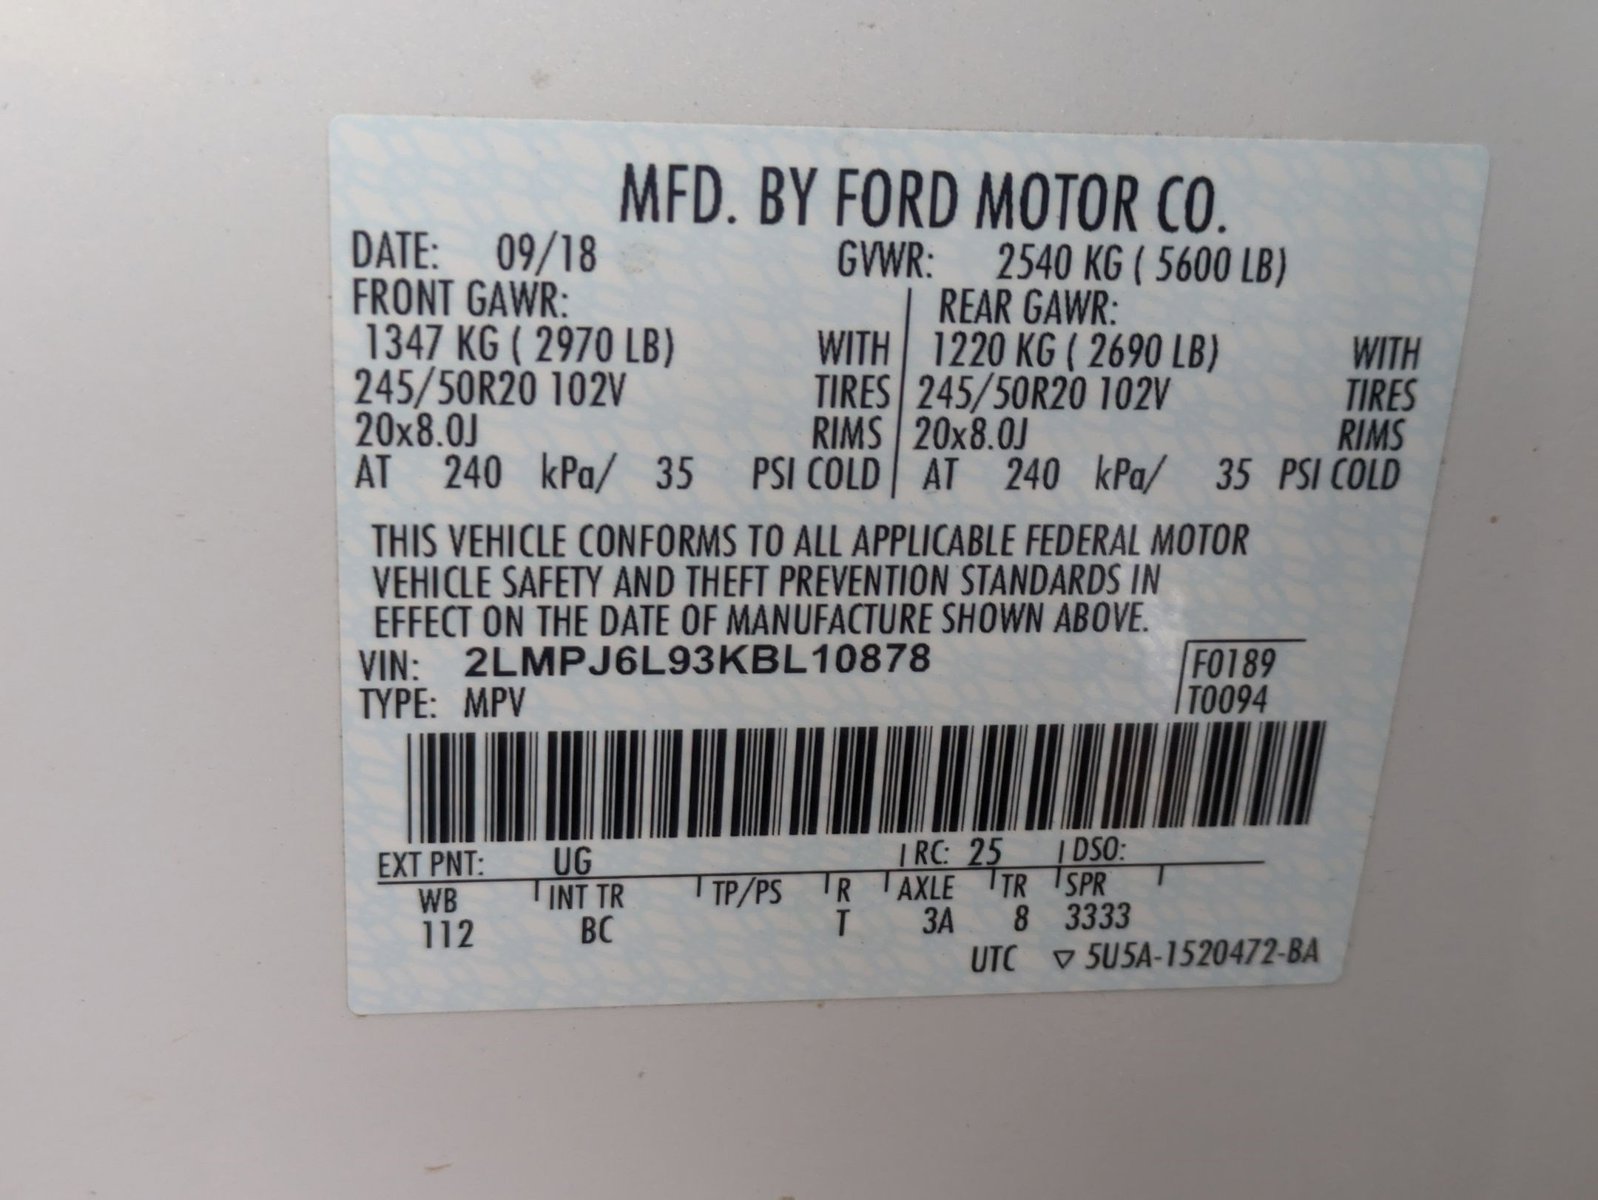 MFD. BY FORD MOTOR CO.
DATE: 09/18 GVWR: 2540 KG ( 5600 LB)
FRONT GAWR: REAR GAWR:
1347 KG ( 2970 LB) WITH 1220 KG ( 2690 LB) WITH
245/50R20 102V TIRES 245/50R20 102V TIRES
20x8.0J RIMS 20x8.0J RIMS
AT 240 kPa/ 35 PSI COLD AT 240 kPa/ 35 PSI COLD
THIS VEHICLE CONFORMS TO ALL APPLICABLE FEDERAL MOTOR
VEHICLE SAFETY AND THEFT PREVENTION STANDARDS IN
EFFECT ON THE DATE OF MANUFACTURE SHOWN ABOVE.
VIN: 2LMPJ6L93KBL10878 F0189
TYPE: MPV T0094
EXT PNT: UG RC: 25 DSO:
WB INT TR TP/PS R AXLE TR SPR
112 BC T 3A 8 3333
UTC ▽ 5U5A-1520472-BA